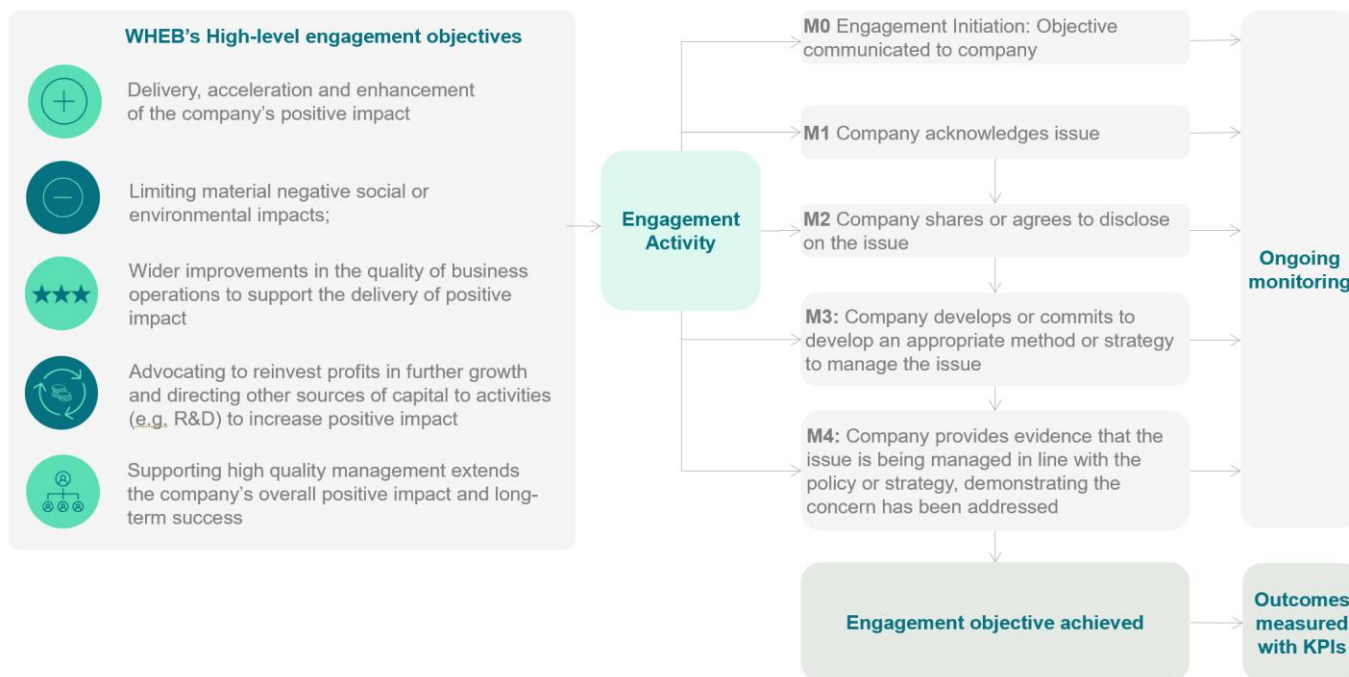 WHEB's High-level engagement objectives
Delivery, acceleration and enhancement
of the company's positive impact
Limiting material negative social or
environmental impacts;
Wider improvements in the quality of business
operations to support the delivery of positive
impact
Advocating to reinvest profits in further growth
and directing other sources of capital to activities
(e.g. R&D) to increase positive impact
Supporting high quality management extends
the company's overall positive impact and long-
term success
Engagement
Activity
M0 Engagement Initiation: Objective
communicated to company
M1 Company acknowledges issue
M2 Company shares or agrees to disclose
on the issue
M3: Company develops or commits to
develop an appropriate method or strategy
to manage the issue
M4: Company provides evidence that the
issue is being managed in line with the
policy or strategy, demonstrating the
concern has been addressed
Engagement objective achieved
Ongoing
monitoring
Outcomes
measured
with KPIs